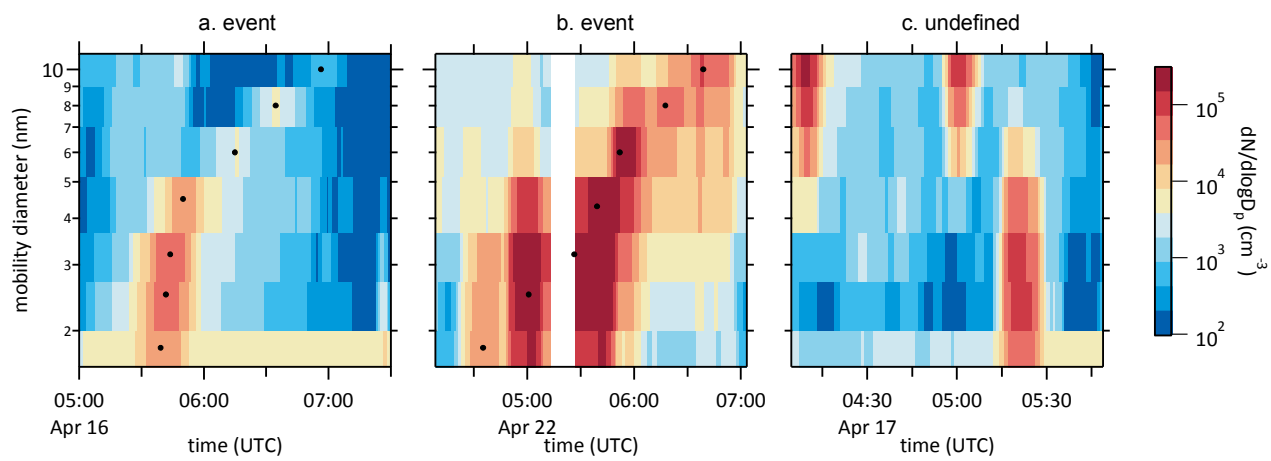 a. event
b. event
c. undefined
mobility diameter (nm)
10
9
8
7
6
5
4
3
2
05:00
06:00
07:00
Apr 16
time (UTC)
05:00
06:00
07:00
Apr 22
time (UTC)
04:30
05:00
05:30
Apr 17
time (UTC)
10^5
10^4
10^3
10^2
dN/dlogD_p (cm^-3)